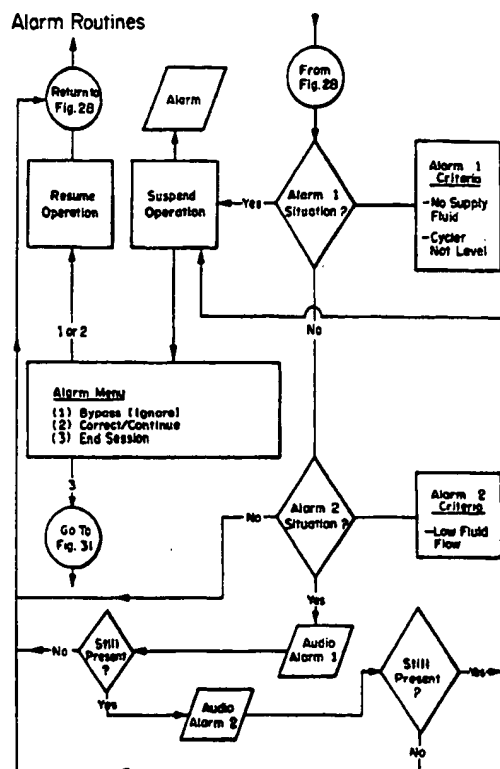 Alarm Routines
Return to
Fig. 28
Alarm
From
Fig. 28
Resume
Operation
Suspend
Operation
Yes
Alarm 1
Situation ?
Alarm 1
Criteria
-No Supply
Fluid
-Cycler
Not Level
1 or 2
No
Alarm Menu
(1) Bypass (Ignore)
(2) Correct/Continue
(3) End Session
3
Go To
Fig. 31
No
Alarm 2
Situation ?
Alarm 2
Criteria
-Low Fluid
Flow
Yes
No
Still
Present
?
Audio
Alarm 1
Still
Present
?
Yes
Yes
Audio
Alarm 2
No